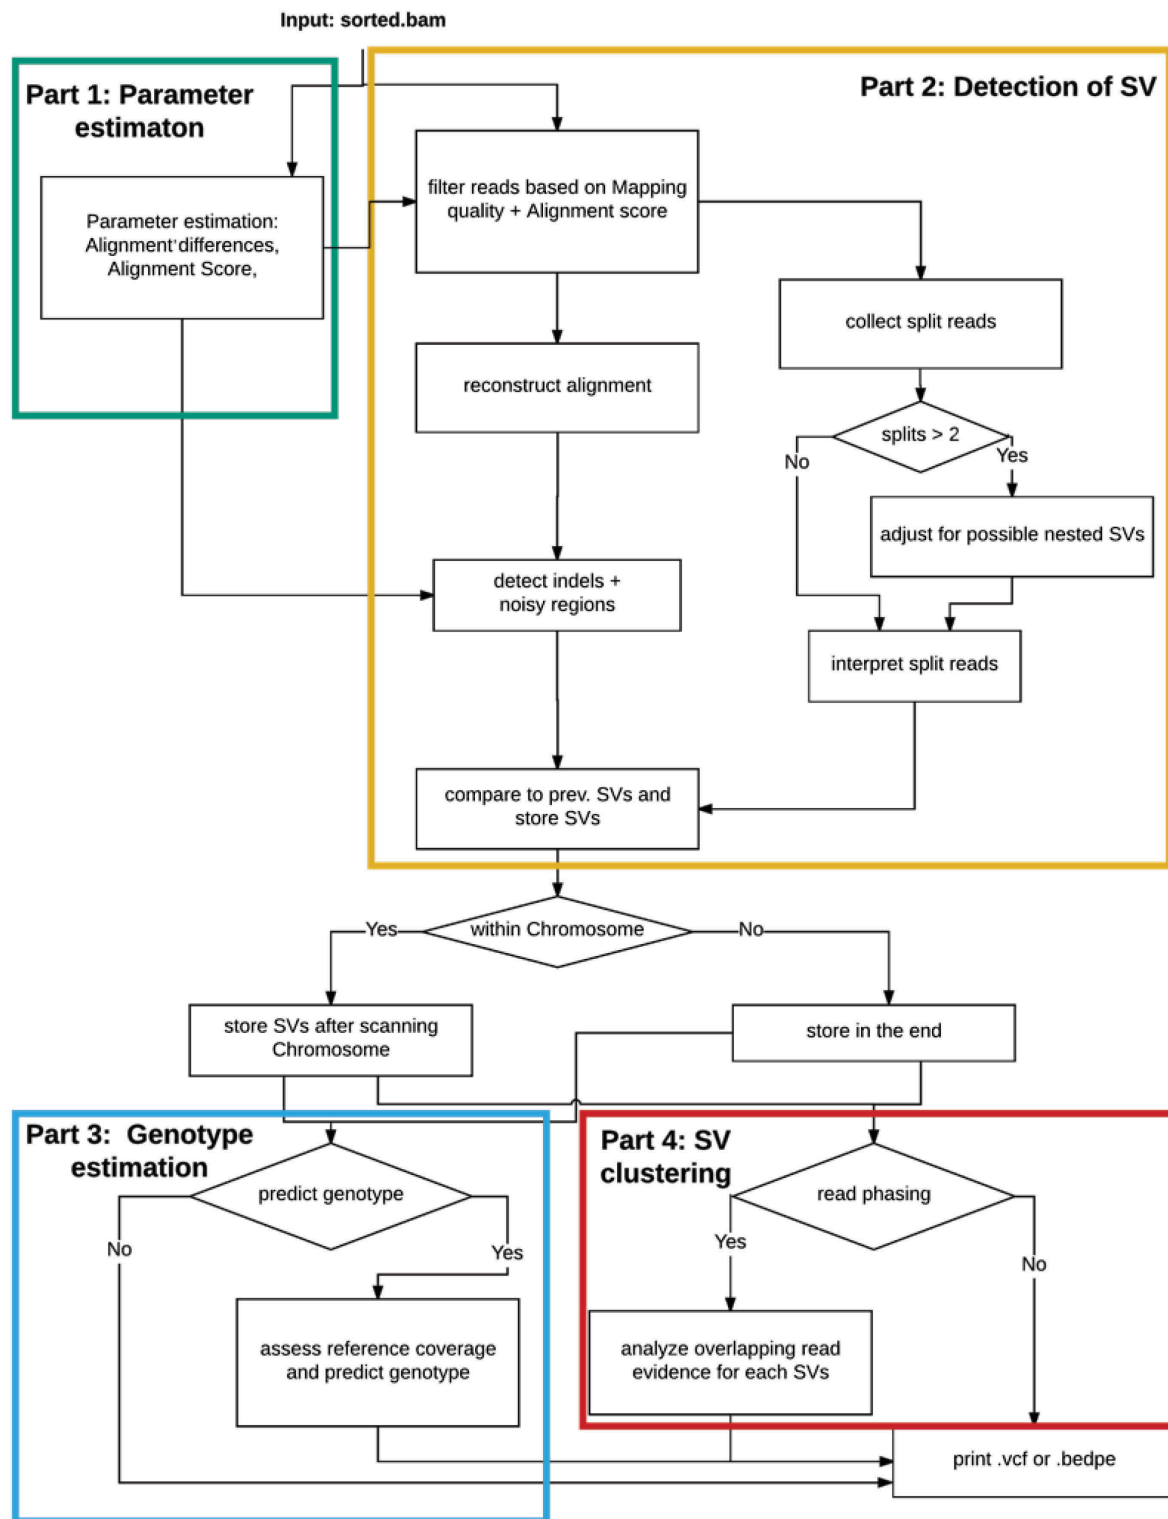 Input: sorted.bam
Part 1: Parameter
estimaton
Part 2: Detection of SV
Parameter estimation:
Alignment differences,
Alignment Score,
filter reads based on Mapping
quality + Alignment score
collect split reads
reconstruct alignment
splits > 2
No
Yes
adjust for possible nested SVs
detect indels +
noisy regions
interpret split reads
compare to prev. SVs and
store SVs
Yes
within Chromosome
No
store SVs after scanning
Chromosome
store in the end
Part 3: Genotype
estimation
predict genotype
No
Yes
assess reference coverage
and predict genotype
Part 4: SV
clustering
read phasing
Yes
No
analyze overlapping read
evidence for each SVs
print .vcf or .bedpe